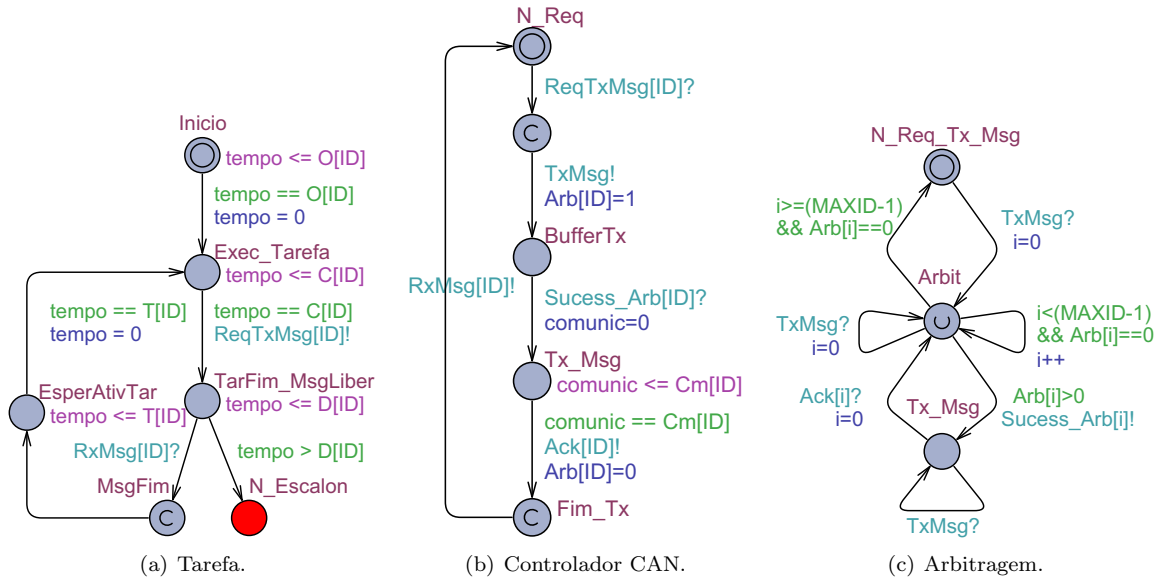 Inicio
tempo <= O[ID]
tempo == O[ID]
tempo = 0
Exec_Tarefa
tempo <= C[ID]
tempo == T[ID]
tempo = 0
tempo == C[ID]
ReqTxMsg[ID]!
EsperAtivTar
tempo <= T[ID]
TarFim_MsgLiber
tempo <= D[ID]
RxMsg[ID]?
tempo > D[ID]
MsgFim
N_Escalon
C
(a) Tarefa.
N_Req
ReqTxMsg[ID]?
C
TxMsg!
Arb[ID]=1
BufferTx
RxMsg[ID]!
Sucess_Arb[ID]?
comunic=0
Tx_Msg
comunic <= Cm[ID]
comunic == Cm[ID]
Ack[ID]!
Arb[ID]=0
Fim_Tx
C
(b) Controlador CAN.
N_Req_Tx_Msg
i>=(MAXID-1)
&& Arb[i]==0
TxMsg?
i=0
Arbit
U
TxMsg?
i=0
i<(MAXID-1)
&& Arb[i]==0
i++
Ack[i]?
i=0
Tx_Msg
Arb[i]>0
Sucess_Arb[i]!
TxMsg?
(c) Arbitragem.